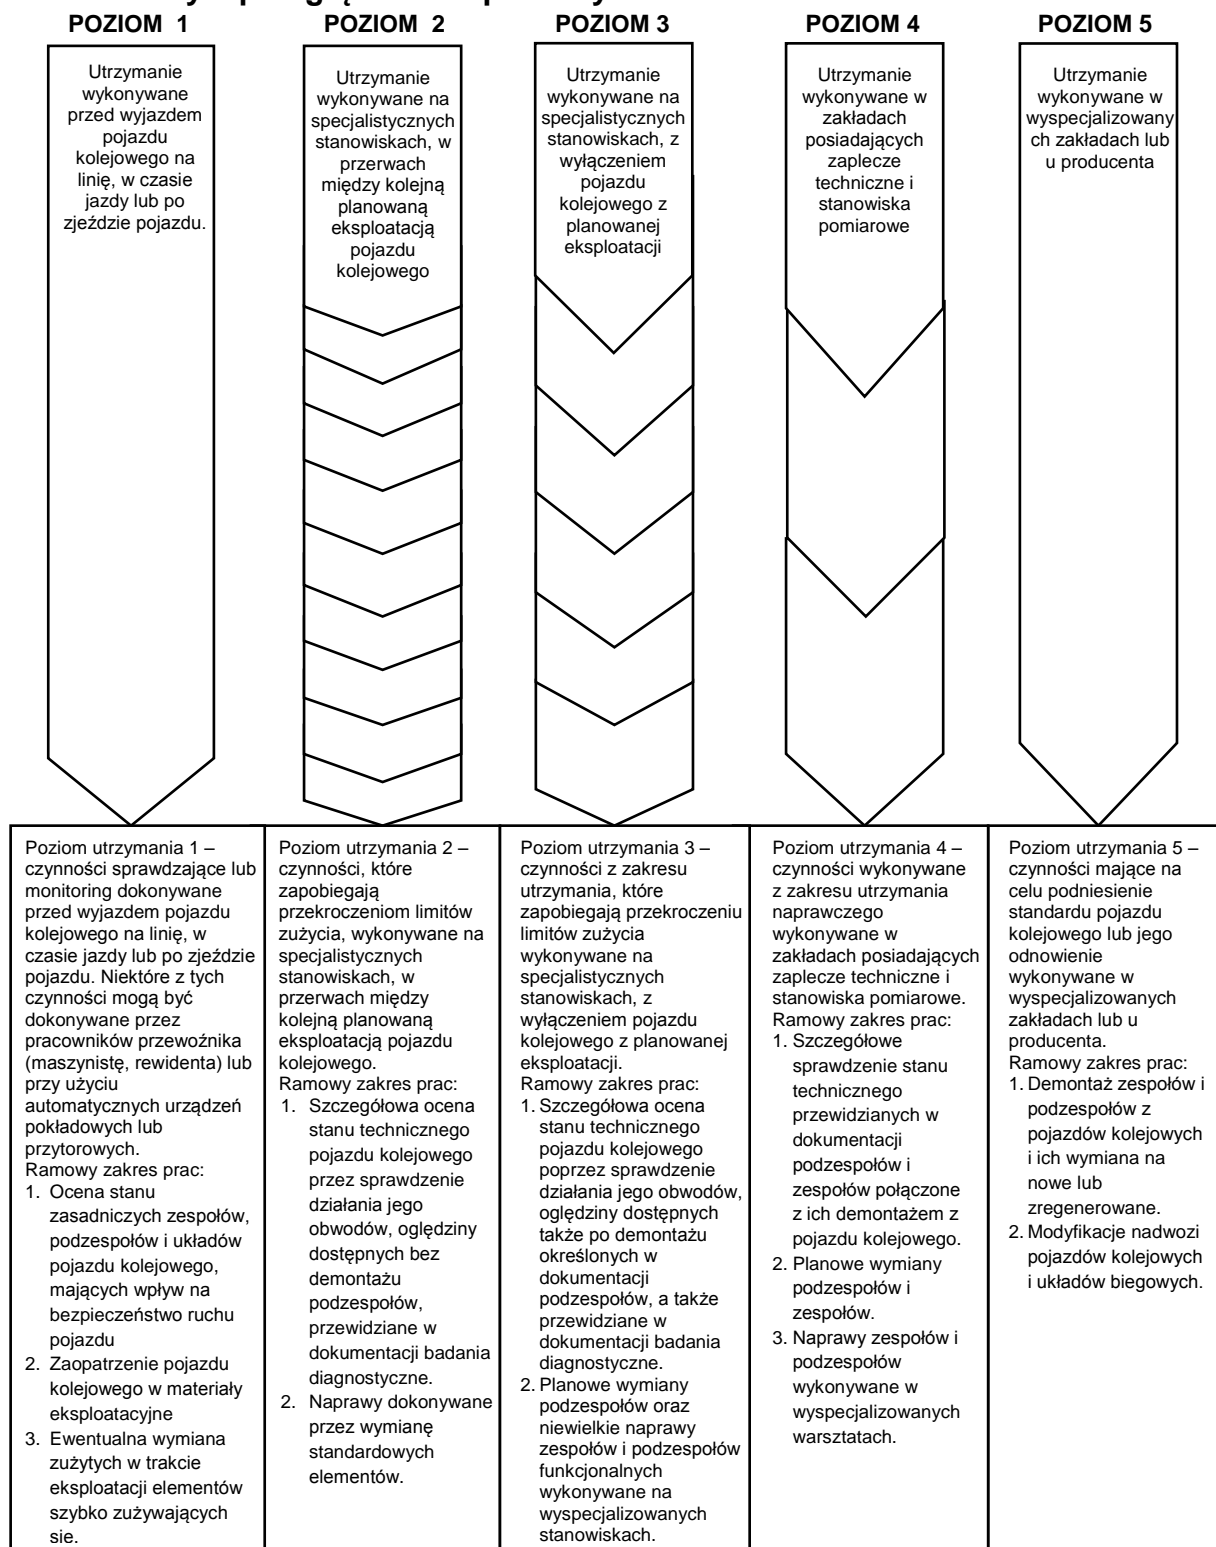 POZIOM 1
POZIOM 2
POZIOM 3
POZIOM 4
POZIOM 5
Utrzymanie
wykonywane
przed wyjazdem
pojazdu
kolejowego na
linię, w czasie
jazdy lub po
zjeździe pojazdu.
Utrzymanie
wykonywane na
specjalistycznych
stanowiskach, w
przerwach
między kolejną
planowaną
eksploatacją
pojazdu
kolejowego
Utrzymanie
wykonywane na
specjalistycznych
stanowiskach, z
wyłączeniem
pojazdu
kolejowego z
planowanej
eksploatacji
Utrzymanie
wykonywane w
zakładach
posiadających
zaplecze
techniczne i
stanowiska
pomiarowe
Utrzymanie
wykonywane w
wyspecjalizowany
ch zakładach lub
u producenta
Poziom utrzymania 1 –
czynności sprawdzające lub
monitoring dokonywane
przed wyjazdem pojazdu
kolejowego na linię, w
czasie jazdy lub po zjeździe
pojazdu. Niektóre z tych
czynności mogą być
dokonywane przez
pracowników przewoźnika
(maszynistę, rewidenta) lub
przy użyciu
automatycznych urządzeń
pokładowych lub
przytorowych.
Ramowy zakres prac:
1. Ocena stanu
zasadniczych zespołów,
podzespołów i układów
pojazdu kolejowego,
mających wpływ na
bezpieczeństwo ruchu
pojazdu
2. Zaopatrzenie pojazdu
kolejowego w materiały
eksploatacyjne
3. Ewentualna wymiana
zużytych w trakcie
eksploatacji elementów
szybko zużywających
się.
Poziom utrzymania 2 –
czynności, które
zapobiegają
przekroczeniom limitów
zużycia, wykonywane na
specjalistycznych
stanowiskach, w
przerwach między
kolejną planowaną
eksploatacją pojazdu
kolejowego.
Ramowy zakres prac:
1. Szczegółowa ocena
stanu technicznego
pojazdu kolejowego
przez sprawdzenie
działania jego
obwodów, oględziny
dostępnych bez
demontażu
podzespołów,
przewidziane w
dokumentacji badania
diagnostyczne.
2. Naprawy dokonywane
przez wymianę
standardowych
elementów.
Poziom utrzymania 3 –
czynności z zakresu
utrzymania, które
zapobiegają przekroczeniu
limitów zużycia
wykonywane na
specjalistycznych
stanowiskach, z
wyłączeniem pojazdu
kolejowego z planowanej
eksploatacji.
Ramowy zakres prac:
1. Szczegółowa ocena
stanu technicznego
pojazdu kolejowego
poprzez sprawdzenie
działania jego obwodów,
oględziny dostępnych
także po demontażu
określonych w
dokumentacji
podzespołów, a także
przewidziane w
dokumentacji badania
diagnostyczne.
2. Planowe wymiany
podzespołów oraz
niewielkie naprawy
zespołów i podzespołów
funkcjonalnych
wykonywane na
wyspecjalizowanych
stanowiskach.
Poziom utrzymania 4 –
czynności wykonywane
z zakresu utrzymania
naprawczego
wykonywane w
zakładach posiadających
zaplecze techniczne i
stanowiska pomiarowe.
Ramowy zakres prac:
1. Szczegółowe
sprawdzenie stanu
technicznego
przewidzianych w
dokumentacji
podzespołów i
zespołów połączone
z ich demontażem z
pojazdu kolejowego.
2. Planowe wymiany
podzespołów i
zespołów.
3. Naprawy zespołów i
podzespołów
wykonywane w
wyspecjalizowanych
warsztatach.
Poziom utrzymania 5 –
czynności mające na
celu podniesienie
standardu pojazdu
kolejowego lub jego
odnowienie
wykonywane w
wyspecjalizowanych
zakładach lub u
producenta.
Ramowy zakres prac:
1. Demontaż zespołów i
podzespołów z
pojazdów kolejowych
i ich wymiana na
nowe lub
zregenerowane.
2. Modyfikacje nadwozi
pojazdów kolejowych
i układów biegowych.